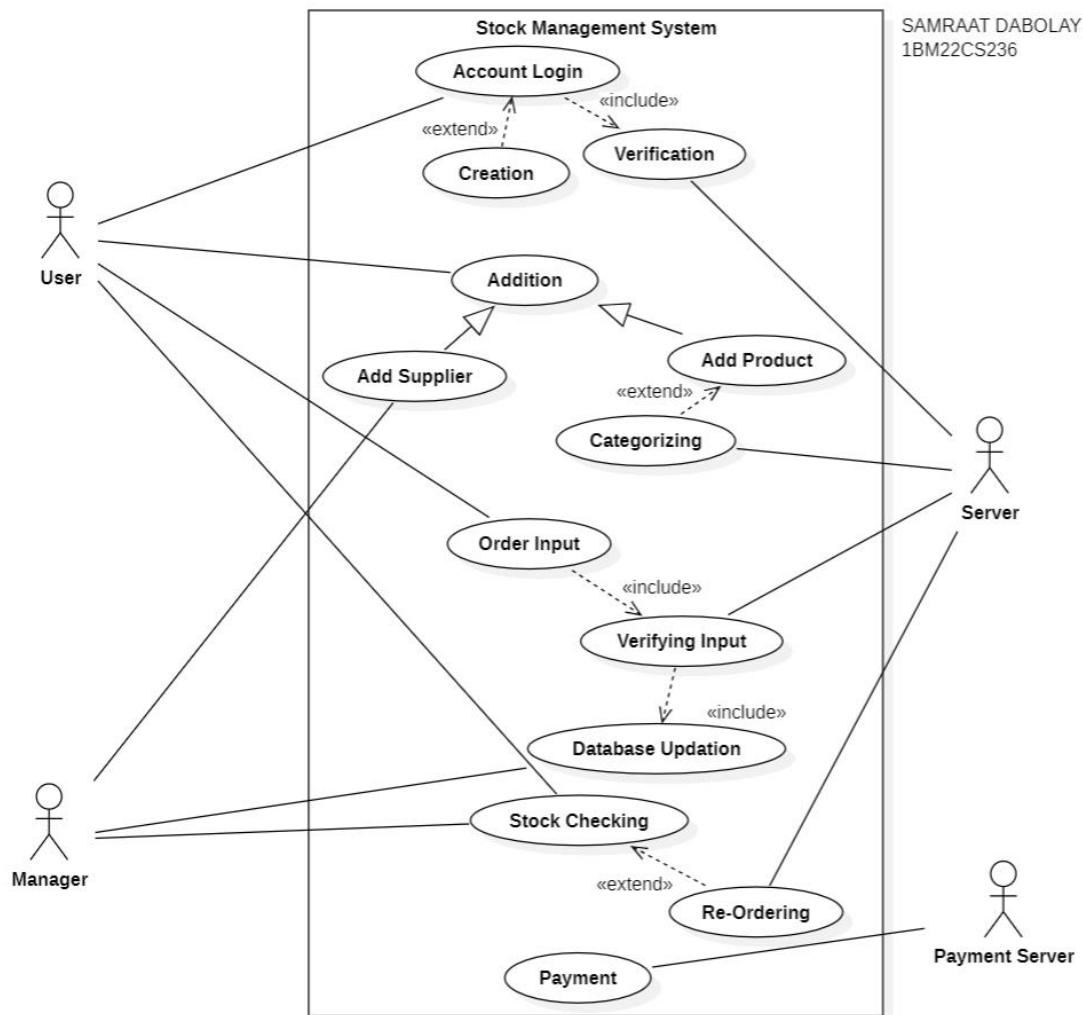 Stock Management System
SAMRAAT DABOLAY
1BM22CS236
Account Login
«include»
«extend»
Verification
Creation
User
Addition
Add Product
Add Supplier
«extend»
Categorizing
Server
Order Input
«include»
Verifying Input
«include»
Database Updation
Stock Checking
Manager
«extend»
Re-Ordering
Payment Server
Payment